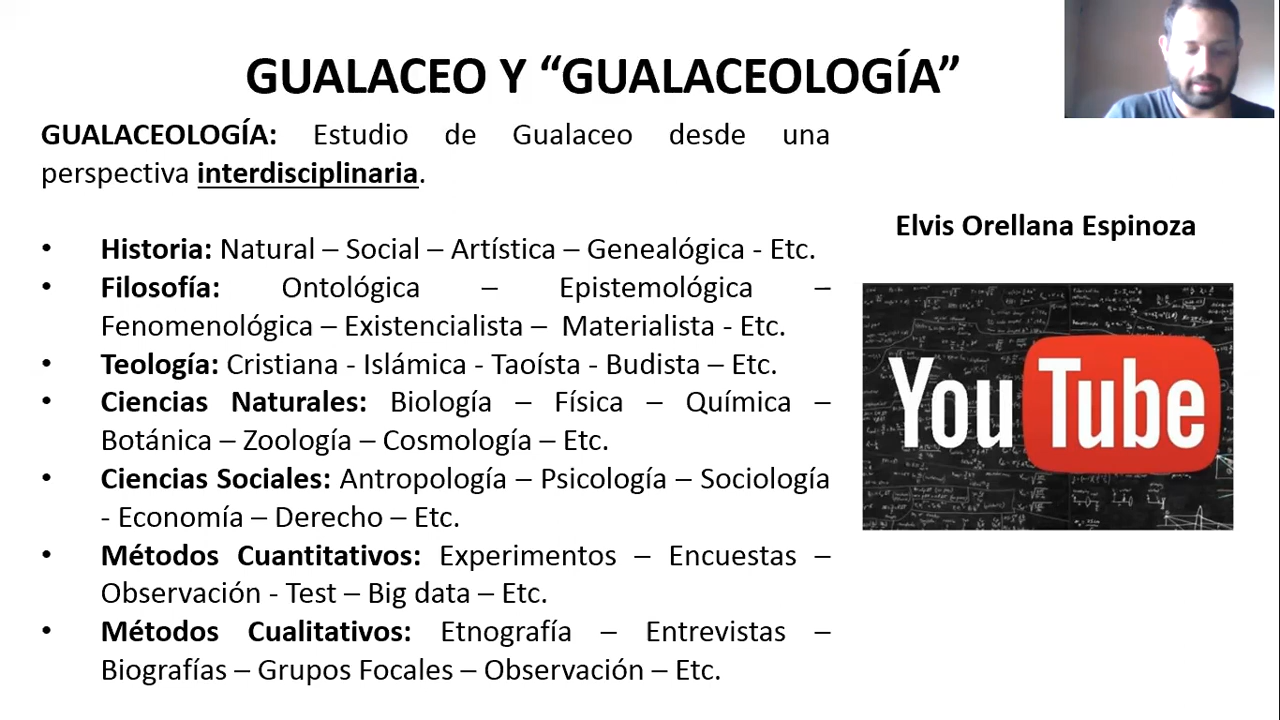 GUALACEO Y “GUALACEOLOGÍA”
GUALACEOLOGÍA: Estudio de Gualaceo desde una
perspectiva interdisciplinaria.
• Historia: Natural – Social – Artística – Genealógica - Etc.
• Filosofía: Ontológica – Epistemológica –
Fenomenológica – Existencialista – Materialista - Etc.
• Teología: Cristiana - Islámica - Taoísta - Budista – Etc.
• Ciencias Naturales: Biología – Física – Química –
Botánica – Zoología – Cosmología – Etc.
• Ciencias Sociales: Antropología – Psicología – Sociología
- Economía – Derecho – Etc.
• Métodos Cuantitativos: Experimentos – Encuestas –
Observación - Test – Big data – Etc.
• Métodos Cualitativos: Etnografía – Entrevistas –
Biografías – Grupos Focales – Observación – Etc.
Elvis Orellana Espinoza
YouTube